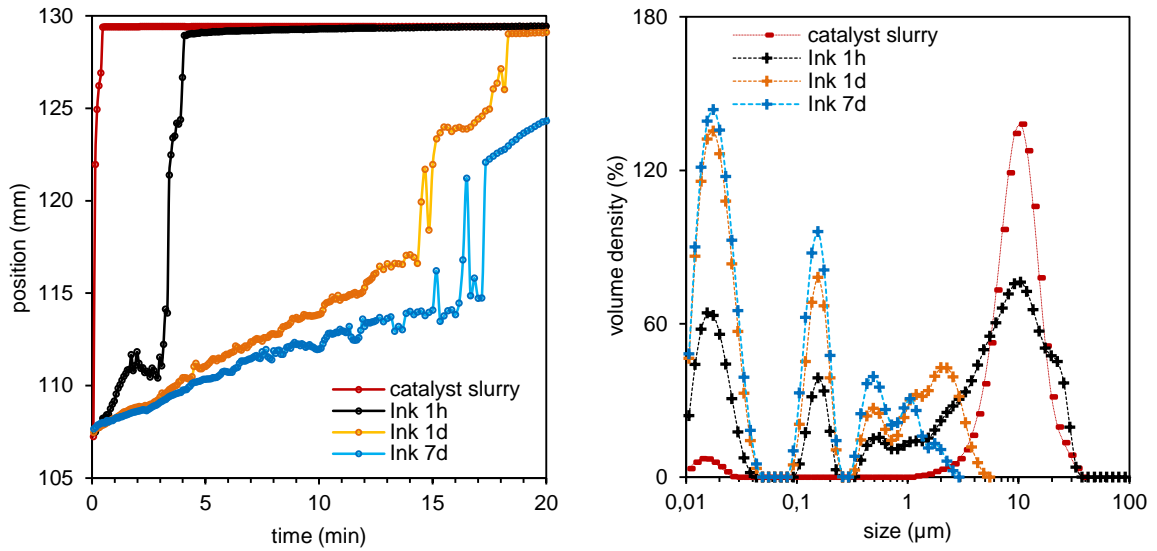 130
125
120
115
110
105
position (mm)
0
5
10
15
20
time (min)
catalyst slurry
Ink 1h
Ink 1d
Ink 7d
180
120
60
0
volume density (%)
0,01
0,1
1
10
100
size (µm)
catalyst slurry
Ink 1h
Ink 1d
Ink 7d